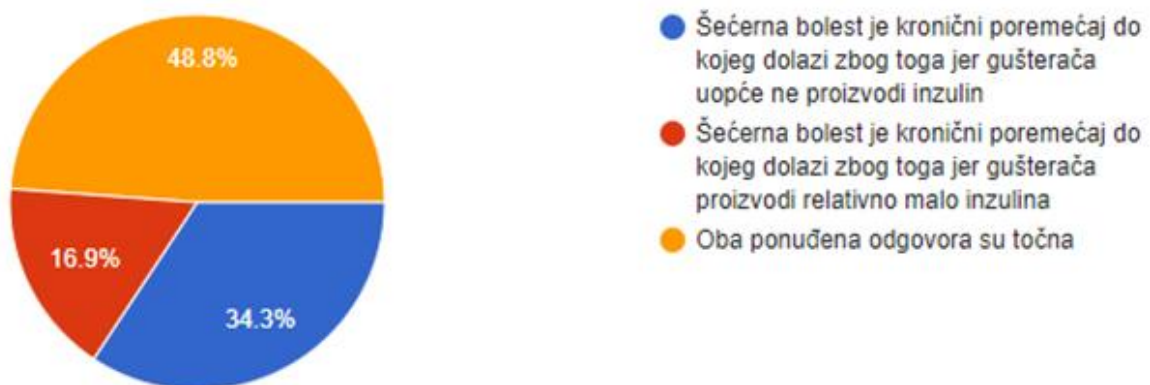 48.8%
16.9%
34.3%
Šećerna bolest je kronični poremećaj do
kojeg dolazi zbog toga jer gušterača
uopće ne proizvodi inzulin
Šećerna bolest je kronični poremećaj do
kojeg dolazi zbog toga jer gušterača
proizvodi relativno malo inzulina
Oba ponuđena odgovora su točna